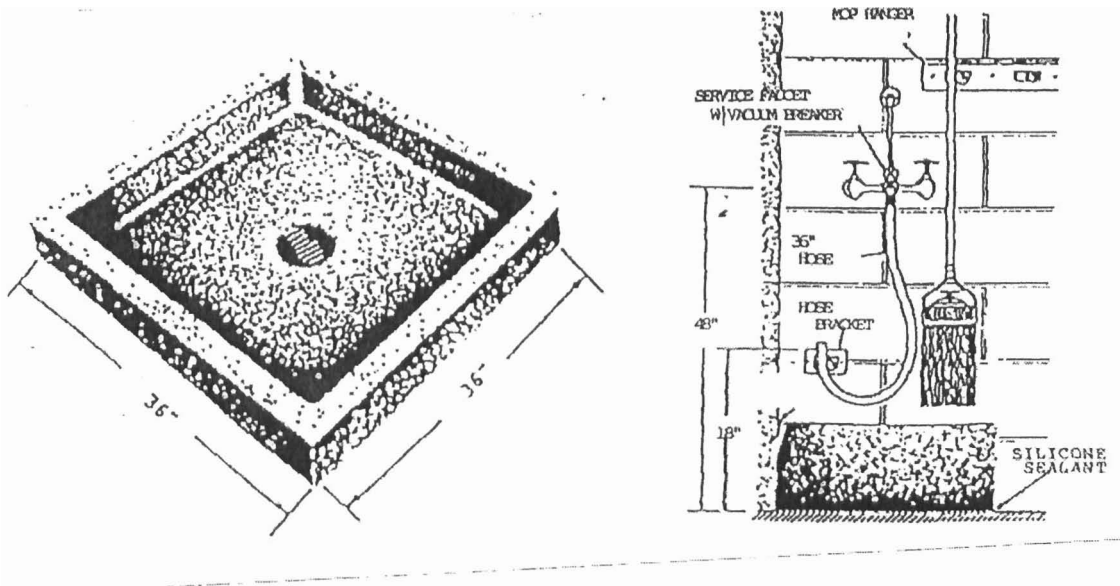 36"
36"
MOP HANGER
SERVICE FAUCET
W/VACUUM BREAKER
36"
HOSE
HOSE
BRACKET
48"
18"
SILICONE
SEALANT